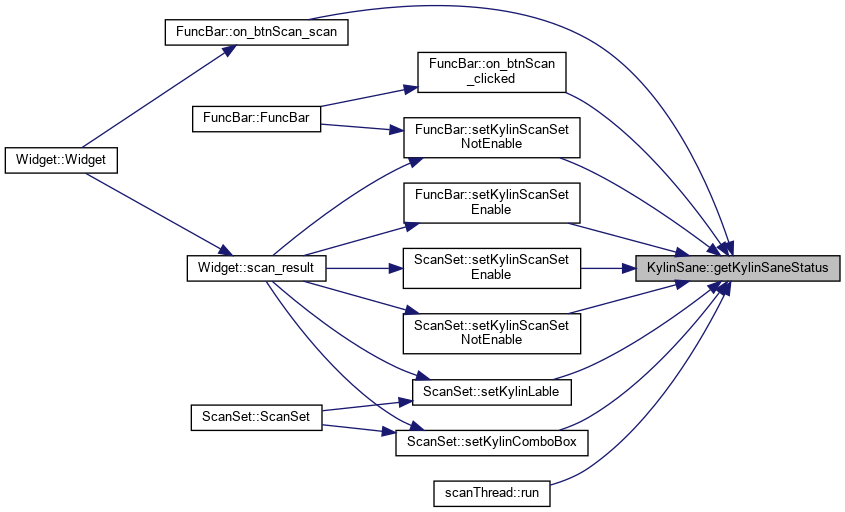 FuncBar::on_btnScan_scan
FuncBar::on_btnScan
_clicked
FuncBar::FuncBar
FuncBar::setKylinScanSet
NotEnable
Widget::Widget
FuncBar::setKylinScanSet
Enable
Widget::scan_result
ScanSet::setKylinScanSet
Enable
KylinSane::getKylinSaneStatus
ScanSet::setKylinScanSet
NotEnable
ScanSet::setKylinLable
ScanSet::ScanSet
ScanSet::setKylinComboBox
scanThread::run